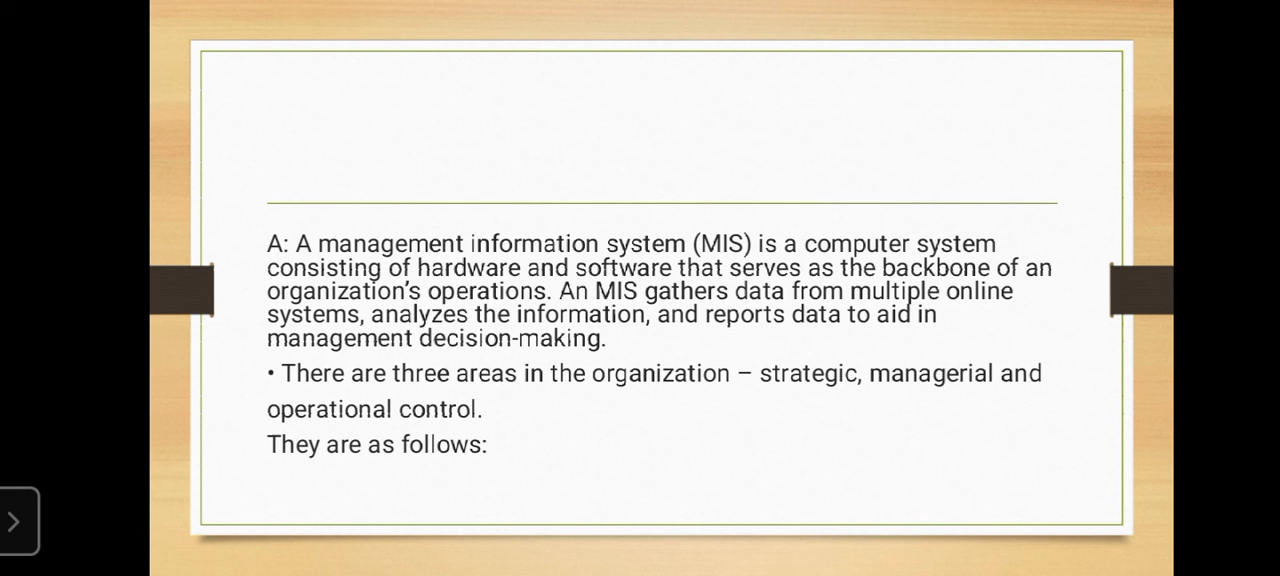 A: A management information system (MIS) is a computer system
consisting of hardware and software that serves as the backbone of an
organization’s operations. An MIS gathers data from multiple online
systems, analyzes the information, and reports data to aid in
management decision-making.
• There are three areas in the organization – strategic, managerial and
operational control.
They are as follows: